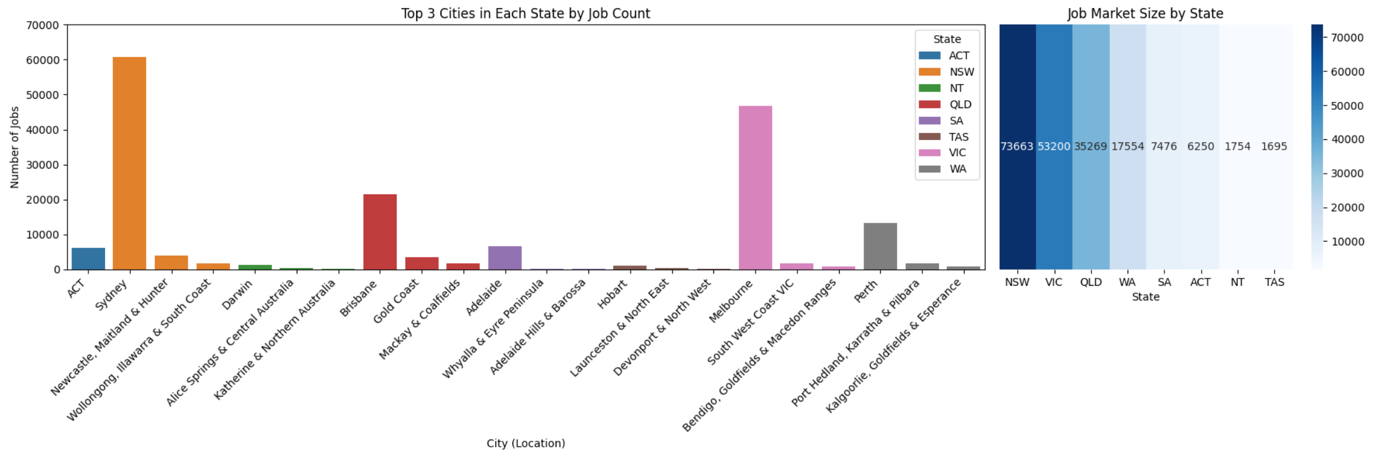 Top 3 Cities in Each State by Job Count
Number of Jobs
70000
60000
50000
40000
30000
20000
10000
0
State
ACT
NSW
NT
QLD
SA
TAS
VIC
WA
ACT
Sydney
Newcastle, Maitland & Hunter
Wollongong, Illawarra & South Coast
Darwin
Alice Springs & Central Australia
Katherine & Northern Australia
Brisbane
Gold Coast
Mackay & Coalfields
Adelaide
Whyalla & Eyre Peninsula
Adelaide Hills & Barossa
Hobart
Launceston & North East
Devonport & North West
Melbourne
South West Coast VIC
Bendigo, Goldfields & Macedon Ranges
Perth
Port Hedland, Karratha & Pilbara
Kalgoorlie, Goldfields & Esperance
City (Location)
Job Market Size by State
73663 53200 35269 17554 7476 6250 1754 1695
NSW VIC QLD WA SA ACT NT TAS
State
70000
60000
50000
40000
30000
20000
10000